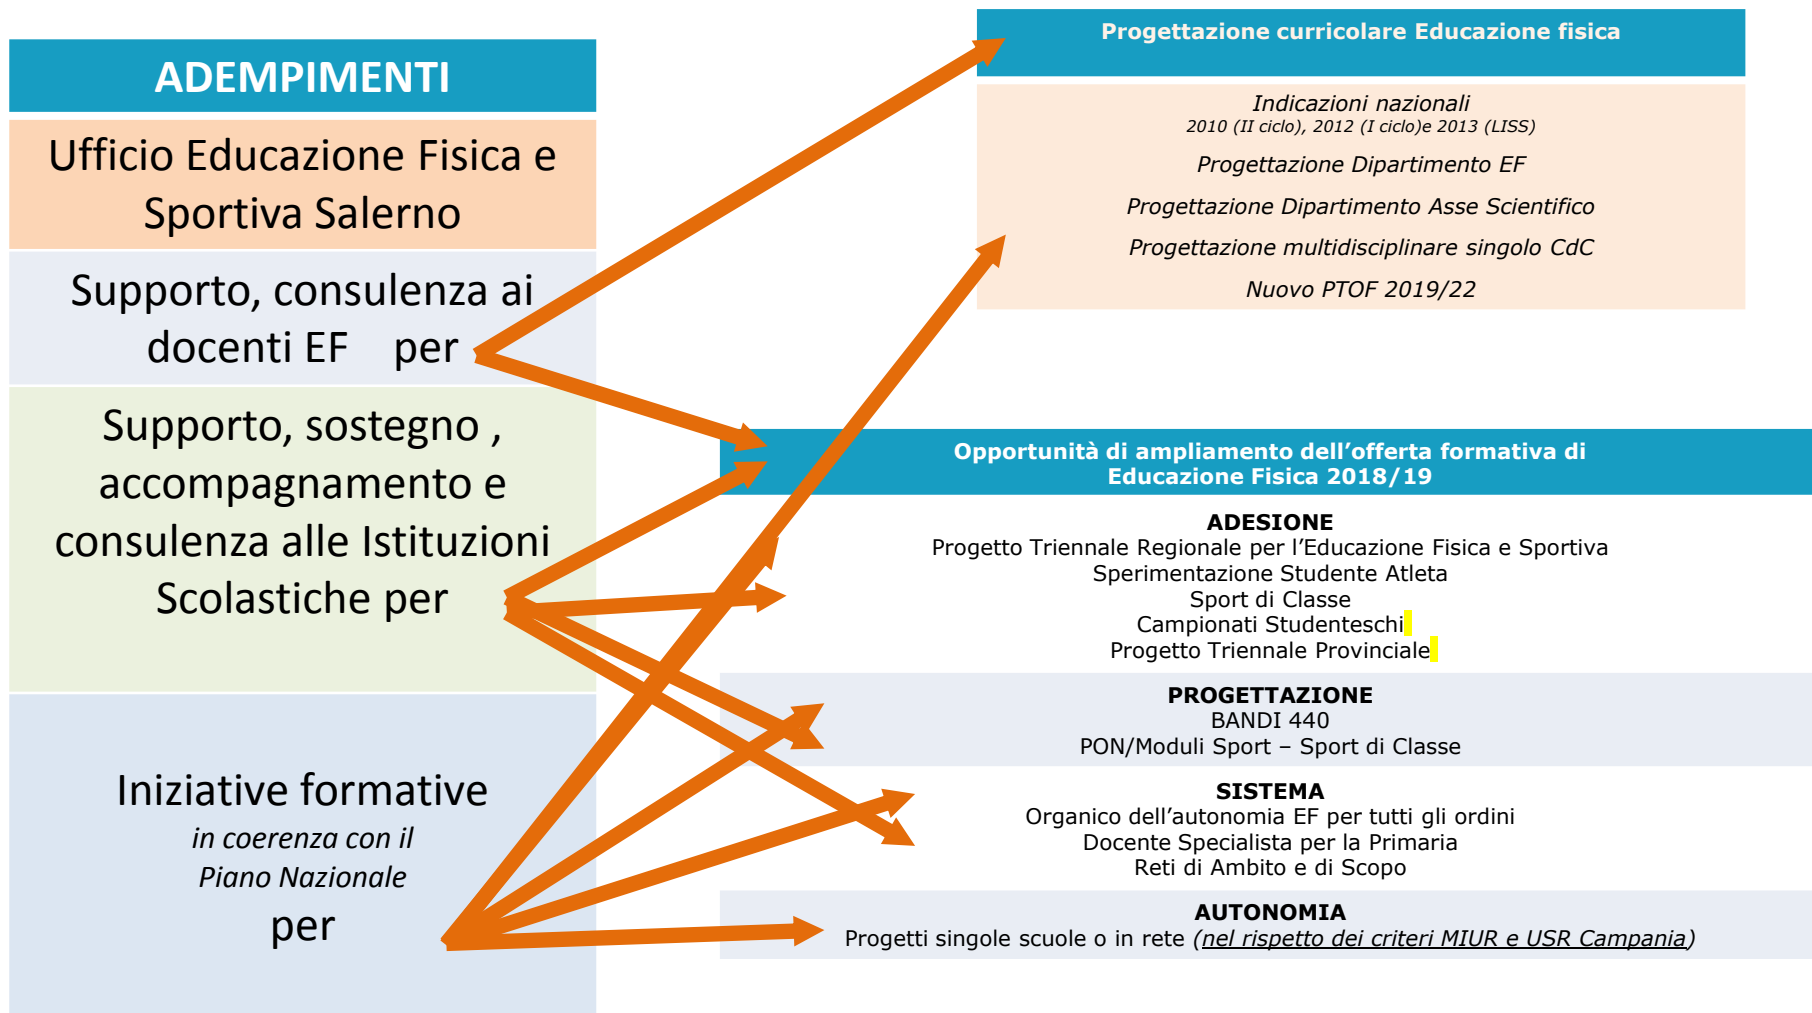 ADEMPIMENTI
Ufficio Educazione Fisica e
Sportiva Salerno
Supporto, consulenza ai
docenti EF per
Supporto, sostegno ,
accompagnamento e
consulenza alle Istituzioni
Scolastiche per
Iniziative formative
in coerenza con il
Piano Nazionale
per
Progettazione curricolare Educazione fisica
Indicazioni nazionali
2010 (II ciclo), 2012 (I ciclo)e 2013 (LISS)
Progettazione Dipartimento EF
Progettazione Dipartimento Asse Scientifico
Progettazione multidisciplinare singolo CdC
Nuovo PTOF 2019/22
Opportunità di ampliamento dell’offerta formativa di
Educazione Fisica 2018/19
ADESIONE
Progetto Triennale Regionale per l’Educazione Fisica e Sportiva
Sperimentazione Studente Atleta
Sport di Classe
Campionati Studenteschi
Progetto Triennale Provinciale
PROGETTAZIONE
BANDI 440
PON/Moduli Sport – Sport di Classe
SISTEMA
Organico dell’autonomia EF per tutti gli ordini
Docente Specialista per la Primaria
Reti di Ambito e di Scopo
AUTONOMIA
Progetti singole scuole o in rete (nel rispetto dei criteri MIUR e USR Campania)